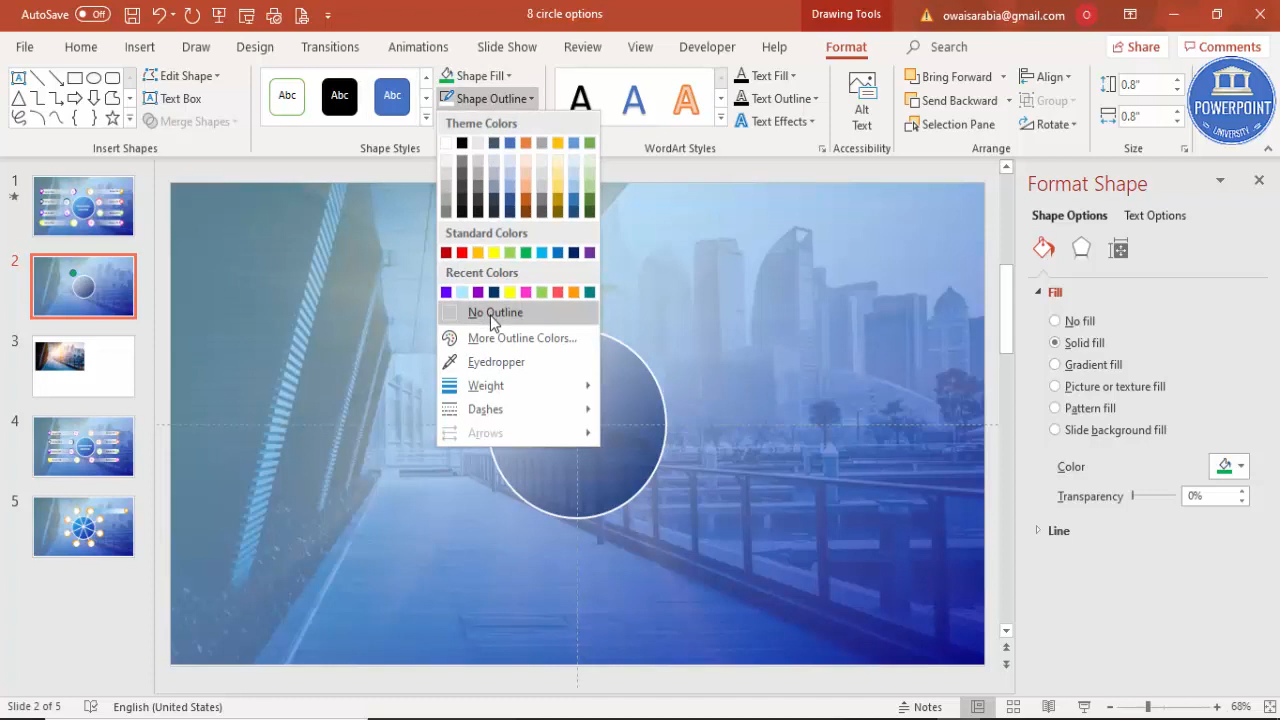 AutoSave Off 8 circle options Drawing Tools owaisarabia@gmail.com O
File Home Insert Draw Design Transitions Animations Slide Show Review View Developer Help Format Search Share Comments
Edit Shape
Text Box
Merge Shapes
Insert Shapes
Abc Abc Abc
Shape Fill
Shape Outline
Shape Styles
A A A
Text Fill
Text Outline
Text Effects
WordArt Styles
Alt
Text
Accessibility
Bring Forward
Send Backward
Selection Pane
Align
Group
Rotate
Arrange
0.8"
0.8"
Size
POWERPOINT
UNIVERSITY
Theme Colors
Standard Colors
Recent Colors
No Outline
More Outline Colors...
Eyedropper
Weight
Dashes
Arrows
1
2
3
4
5
Format Shape
Shape Options Text Options
Fill
No fill
Solid fill
Gradient fill
Picture or texture fill
Pattern fill
Slide background fill
Color
Transparency 0%
Line
Slide 2 of 5 English (United States) Notes 68%